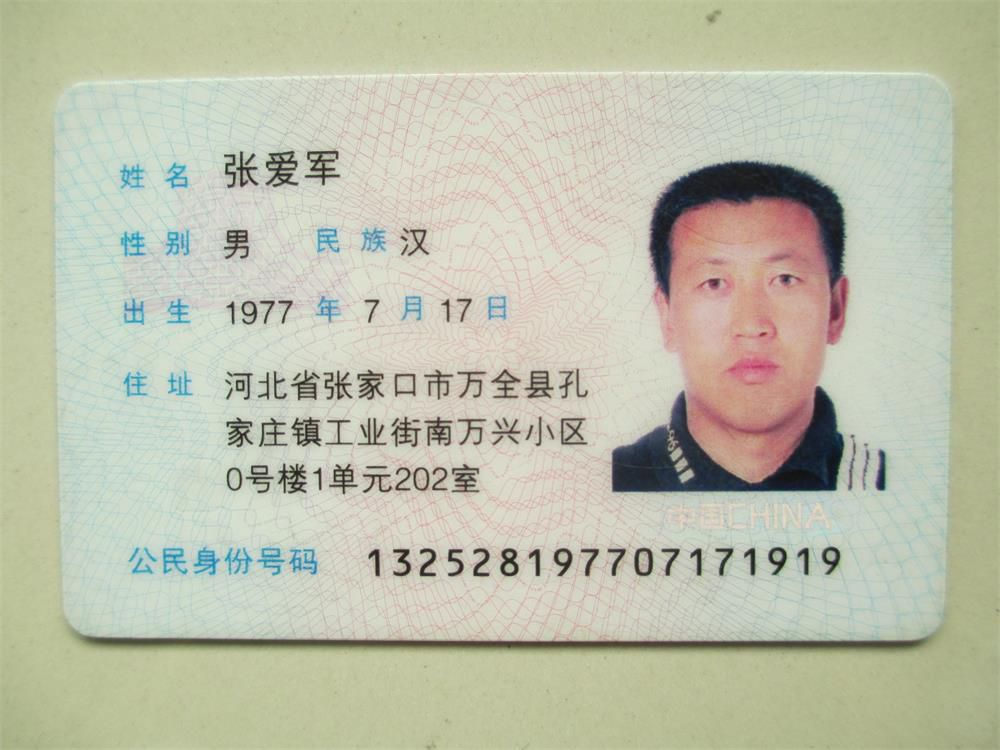 姓名 张爱军
性别 男 民族 汉
出生 1977 年 7 月 17 日
住址 河北省张家口市万全县孔
家庄镇工业街南万兴小区
0号楼1单元202室
中国CHINA
公民身份号码 132528197707171919